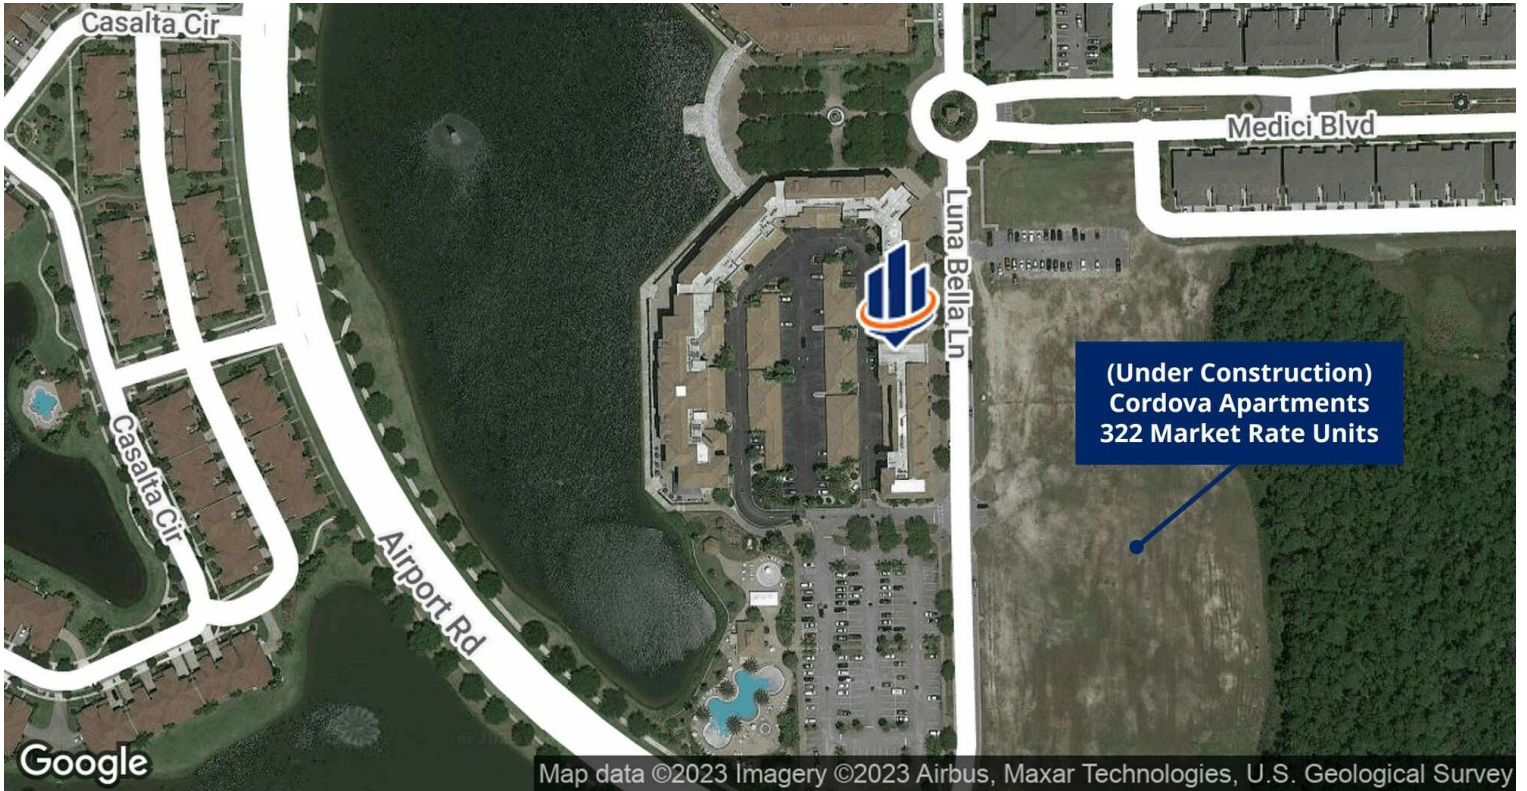 Casalta Cir
Medici Blvd
Luna Bella Ln
(Under Construction)
Cordova Apartments
322 Market Rate Units
Casalta Cir
Airport Rd
Google
Map data ©2023 Imagery ©2023 Airbus, Maxar Technologies, U.S. Geological Survey